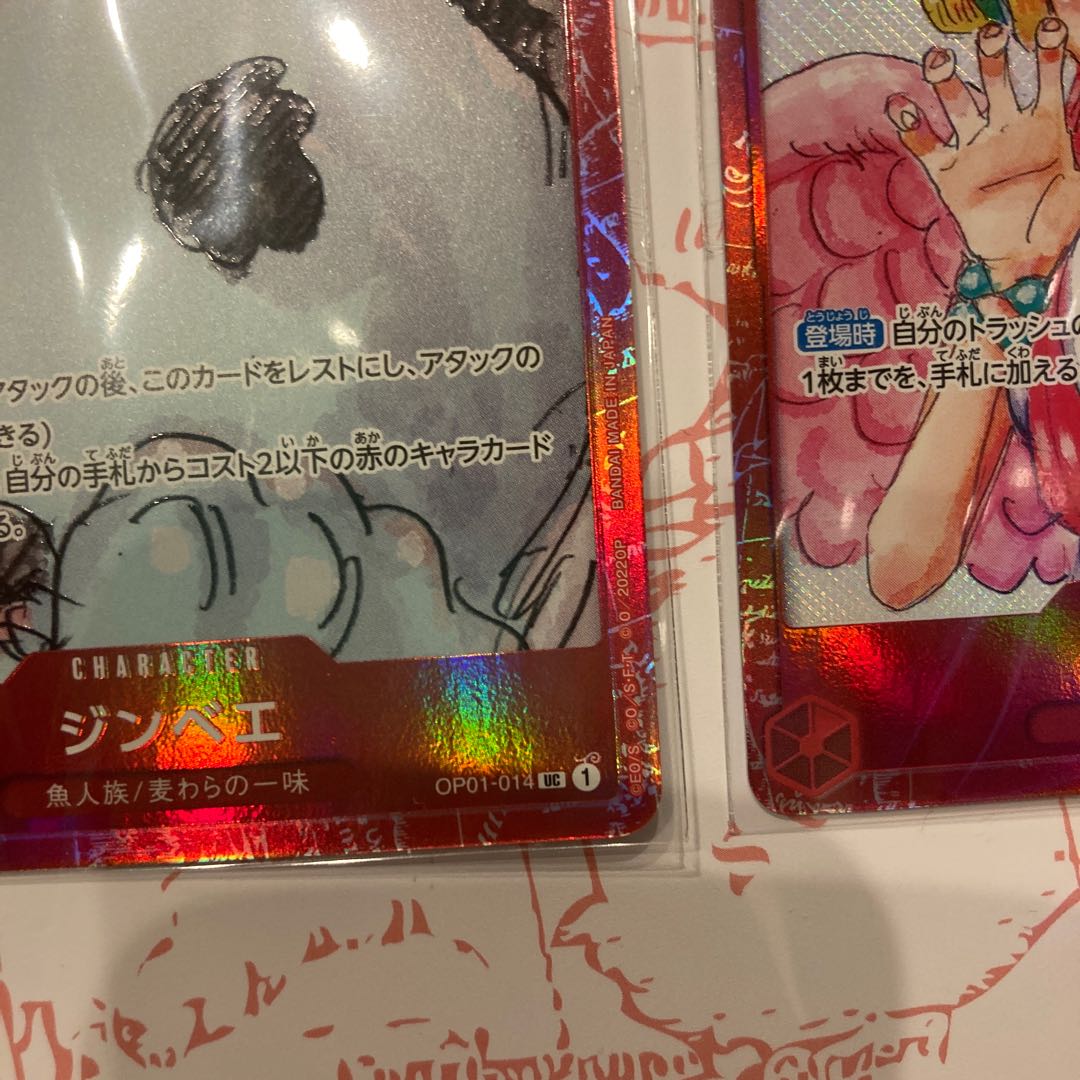 アタックの後、このカードをレストにし、アタックの
きる)
自分の手札からコスト2以下の赤のキャラカード
る。
CHARACTER
ジンベエ
魚人族/麦わらの一味
OP01-014 UC 1
©EO/S. ©O/S・F・T ©O/2022OP BANDAI MADE IN JAPAN
登場時 自分のトラッシュの
1枚までを、手札に加える